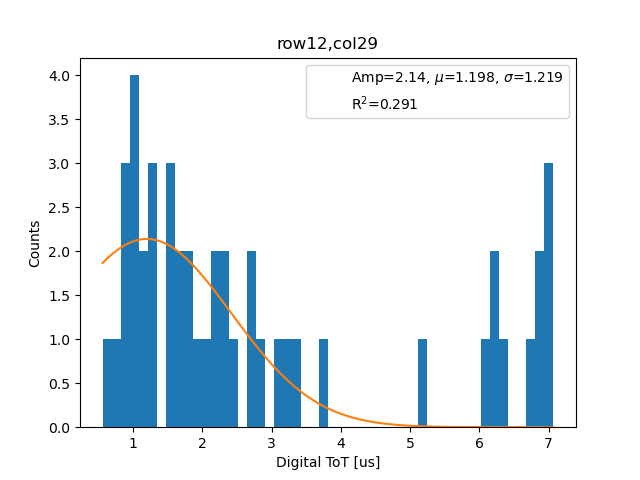 row12,col29
Amp=2.14, μ=1.198, σ=1.219
R²=0.291
Counts
4.0
3.5
3.0
2.5
2.0
1.5
1.0
0.5
0.0
1 2 3 4 5 6 7
Digital ToT [us]